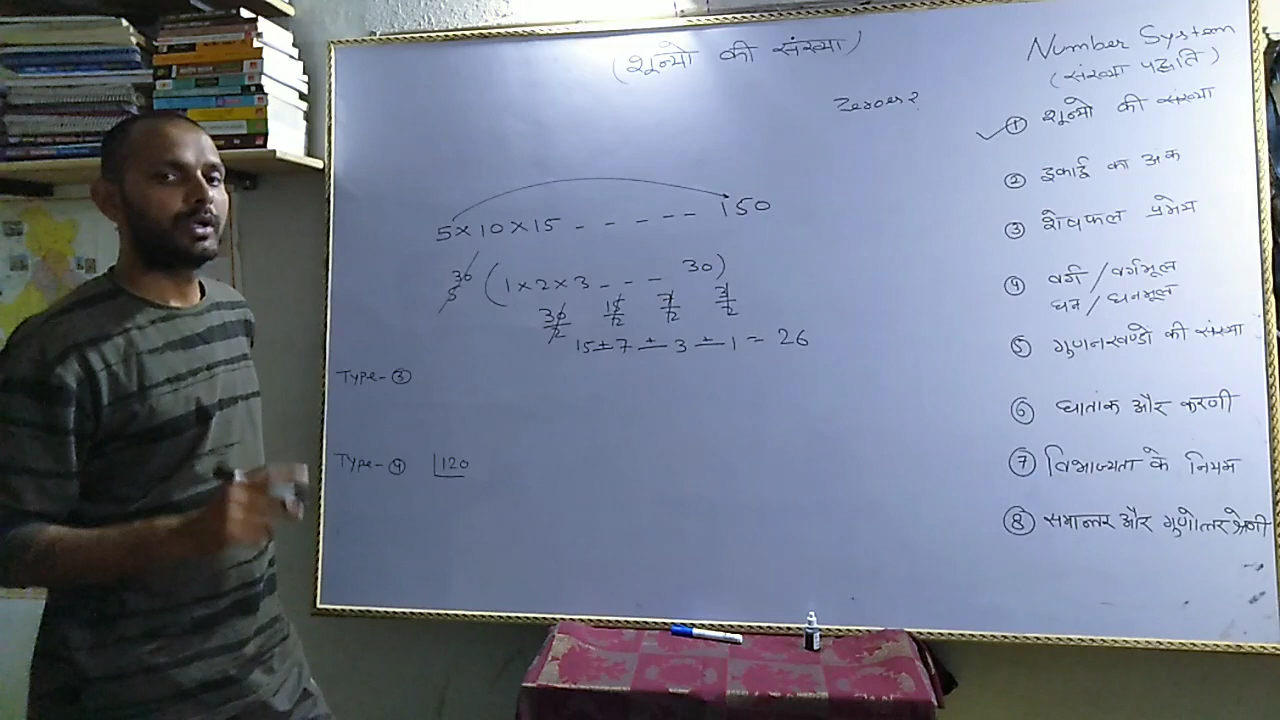 (शून्यो की संख्या)
Zeroes?
5×10×15 - - - - - 150
30
5 (1×2×3 - - - 30)
30/2 15/2 7/2 3/2
15+7+3+1 = 26
Type-③
Type-④ |120
Number System
(संख्या पद्धति)
✓① शून्यो की संख्या
② इकाई का अंक
③ शेषफल प्रमेय
④ वर्ग/वर्गमूल
घन/घनमूल
⑤ गुणनखण्डो की संख्या
⑥ घातांक और करणी
⑦ विभाज्यता के नियम
⑧ समान्तर और गुणोत्तर श्रेणी